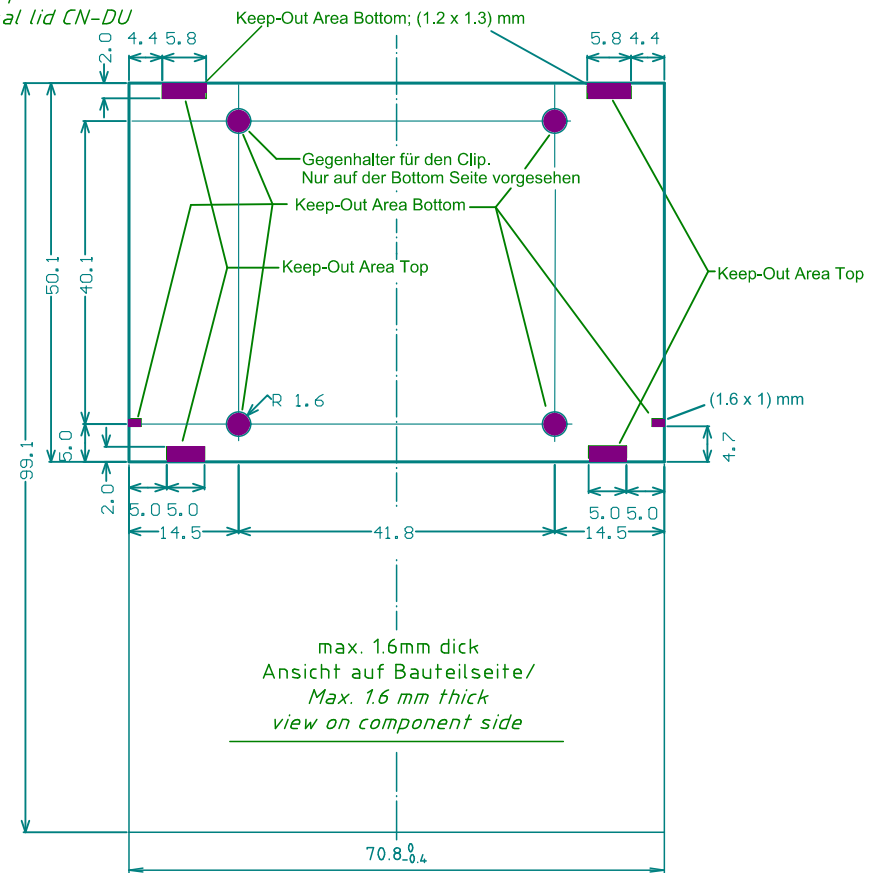 al lid CN-DU
Keep-Out Area Bottom; (1.2 x 1.3) mm
2.0
4.4 5.8
5.8 4.4
Gegenhalter für den Clip.
Nur auf der Bottom Seite vorgesehen
Keep-Out Area Bottom
Keep-Out Area Top
Keep-Out Area Top
50.1
40.1
R 1.6
(1.6 x 1) mm
99.1
5.0
4.7
2.0
5.0 5.0
5.0 5.0
14.5
41.8
14.5
max. 1.6mm dick
Ansicht auf Bauteilseite/
Max. 1.6 mm thick
view on component side
70.8 0 -0.4